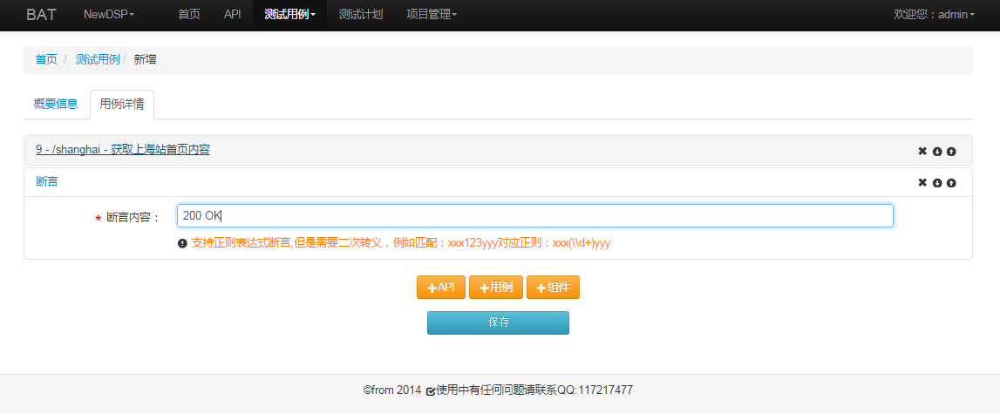 BAT NewDSP 首页 API 测试用例 测试计划 项目管理 欢迎您：admin
首页 / 测试用例 / 新增
概要信息 用例详情
9 - /shanghai - 获取上海站首页内容
断言
* 断言内容： 200 OK
支持正则表达式断言,但是需要二次转义，例如匹配：xxx123yyy对应正则：xxx(\\d+)yyy
+API +用例 +组件
保存
©from 2014 使用中有任何问题请联系QQ:117217477